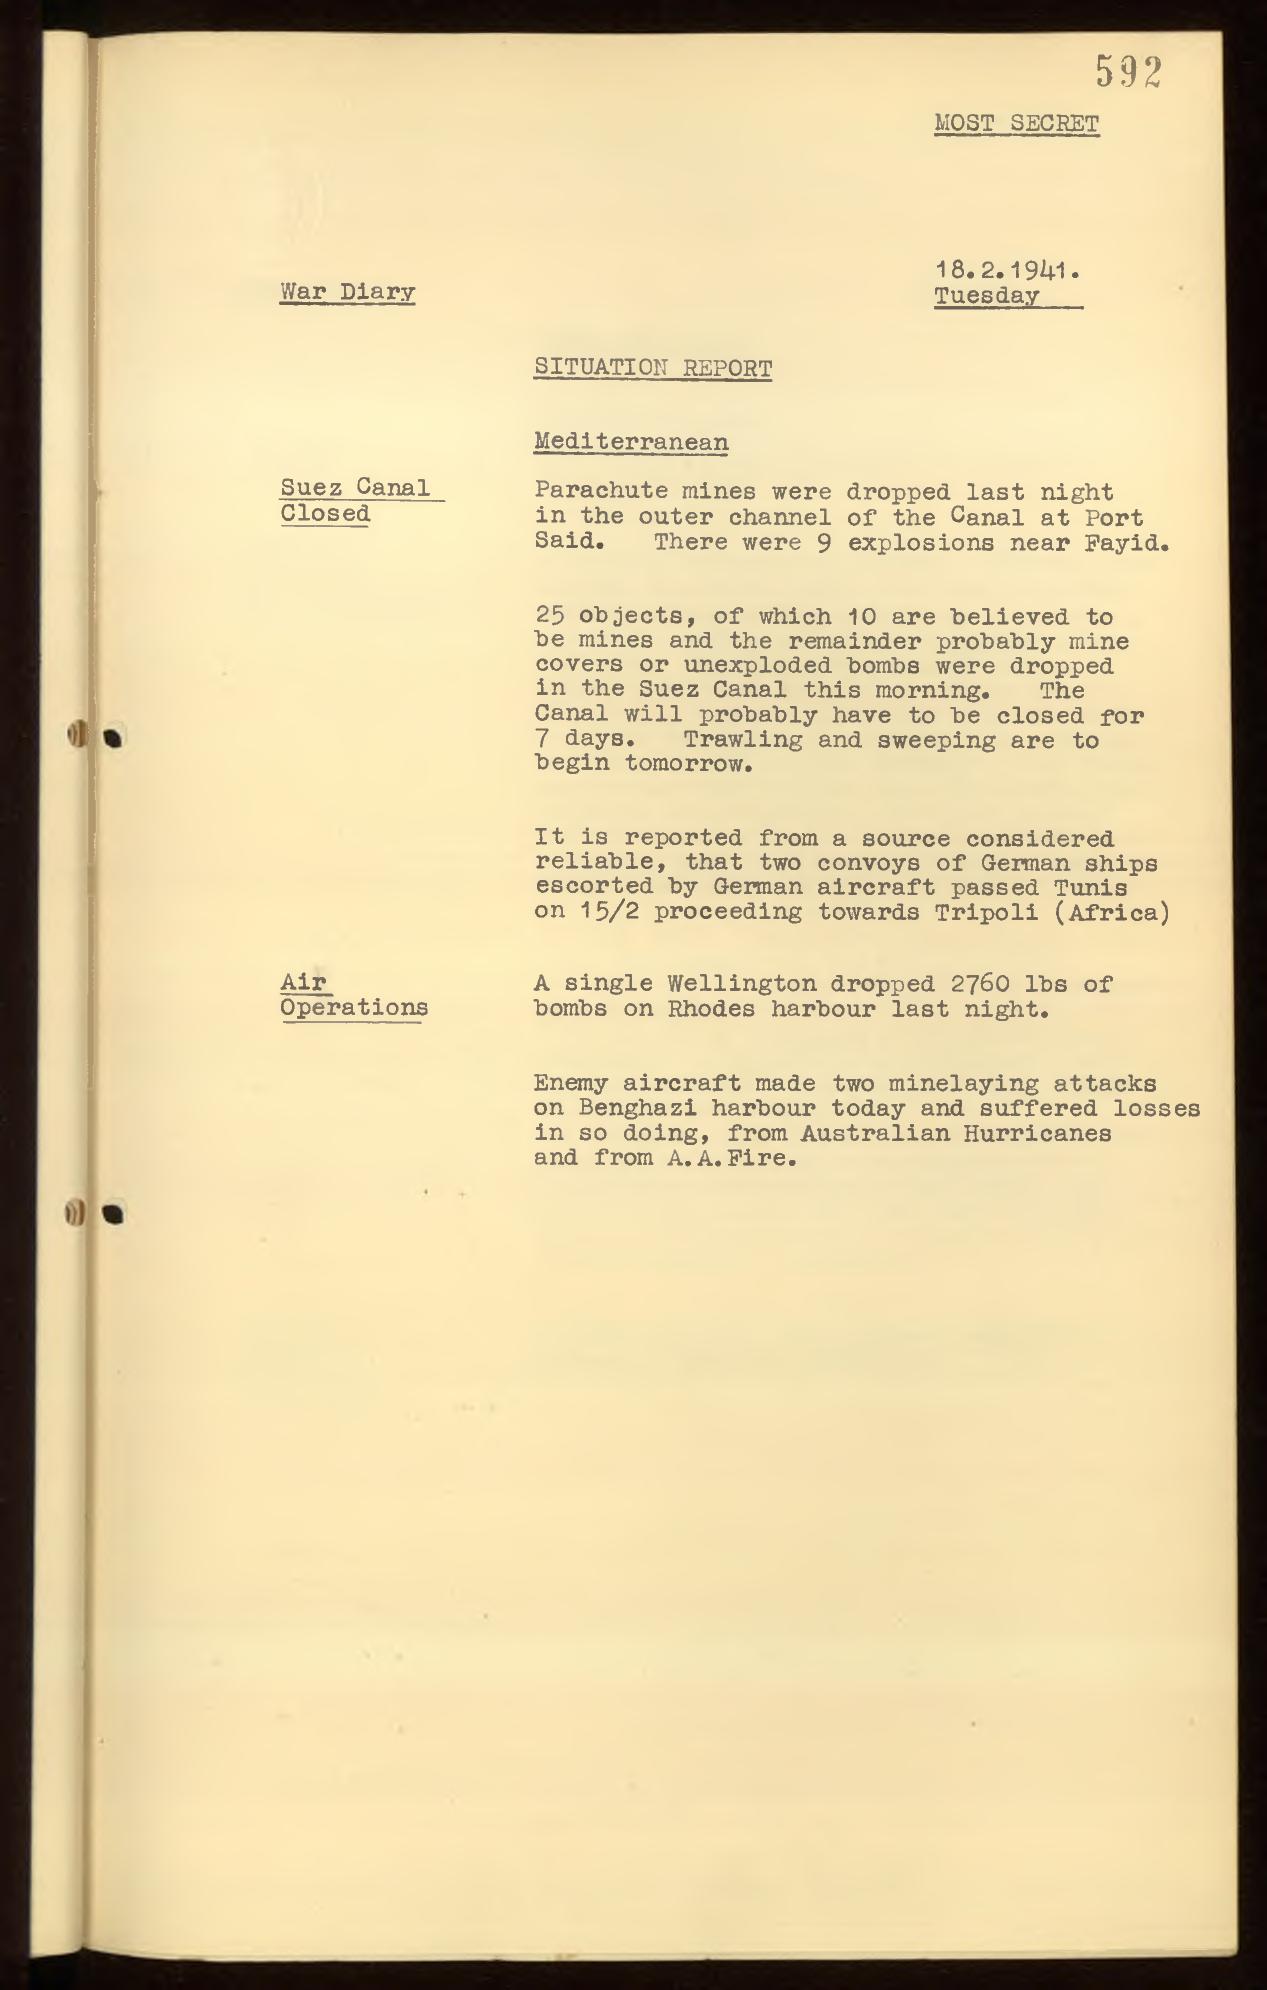 592
MOST SECRET
18.2.1941.
War Diary
Tuesday
SITUATION REPORT
Mediterranean
Suez Canal
Closed
Parachute mines were dropped last night
in the outer channel of the Canal at Port
Said. There were 9 explosions near Fayid.
25 objects, of which 10 are believed to
be mines and the remainder probably mine
covers or unexploded bombs were dropped
in the Suez Canal this morning. The
Canal will probably have to be closed for
7 days. Trawling and sweeping are to
begin tomorrow.
It is reported from a source considered
reliable, that two convoys of German ships
escorted by German aircraft passed Tunis
on 15/2 proceeding towards Tripoli (Africa)
Air
Operations
A single Wellington dropped 2760 lbs of
bombs on Rhodes harbour last night.
Enemy aircraft made two minelaying attacks
on Benghazi harbour today and suffered losses
in so doing, from Australian Hurricanes
and from A.A.Fire.